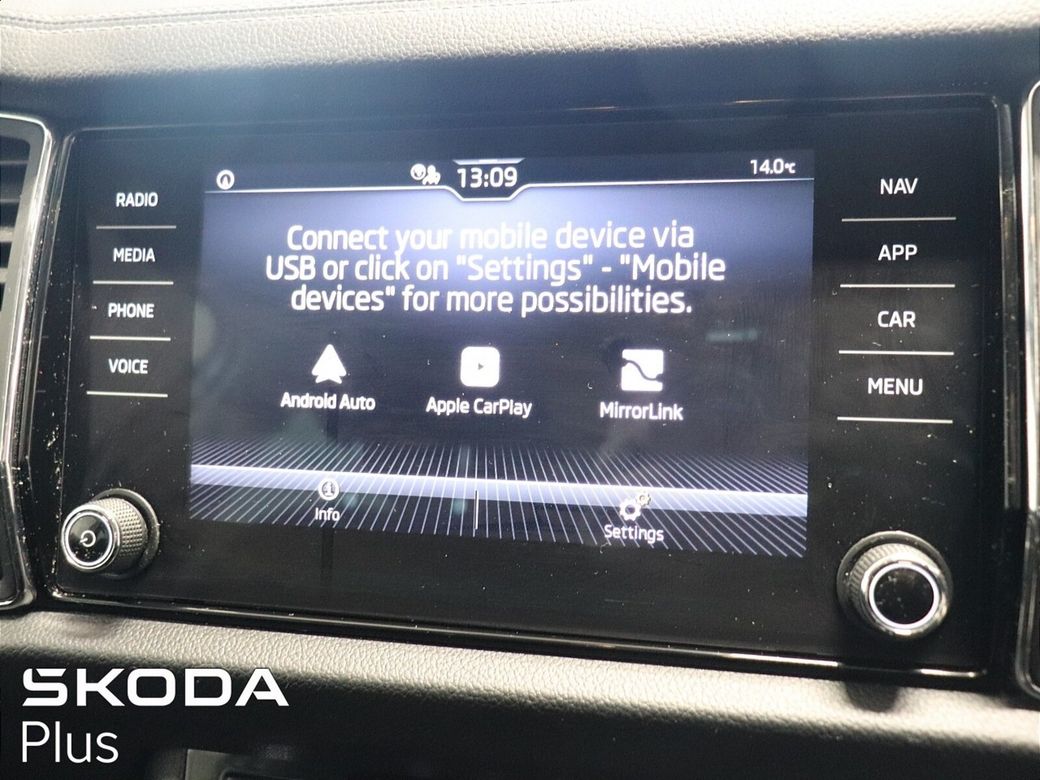 13:09
14.0°C
RADIO
MEDIA
PHONE
VOICE
Connect your mobile device via
USB or click on "Settings" - "Mobile
devices" for more possibilities.
Android Auto
Apple CarPlay
MirrorLink
Info
Settings
NAV
APP
CAR
MENU
ŠKODA
Plus